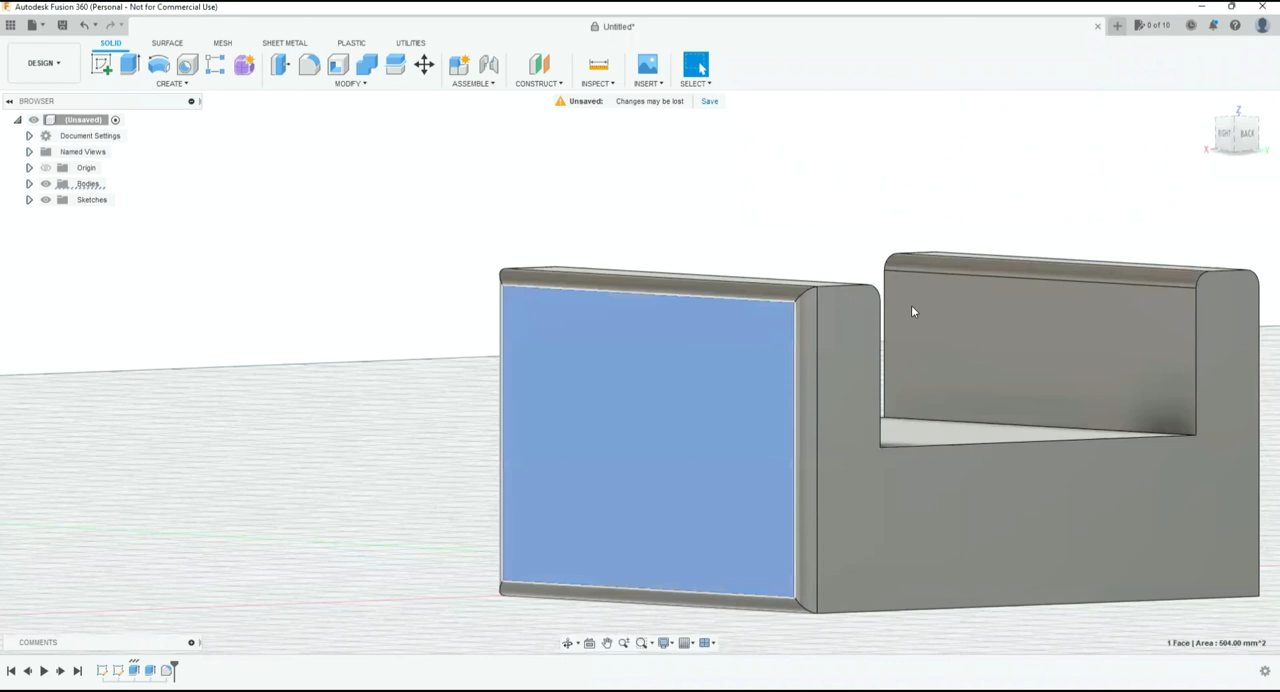 Autodesk Fusion 360 (Personal - Not for Commercial Use)
Untitled*
0 of 10
SOLID SURFACE MESH SHEET METAL PLASTIC UTILITIES
DESIGN
CREATE MODIFY ASSEMBLE CONSTRUCT INSPECT INSERT SELECT
BROWSER
Unsaved: Changes may be lost Save
(Unsaved)
Document Settings
Named Views
Origin
Bodies
Sketches
Z
RIGHT BACK
X Y
COMMENTS
1 Face | Area : 504.00 mm^2